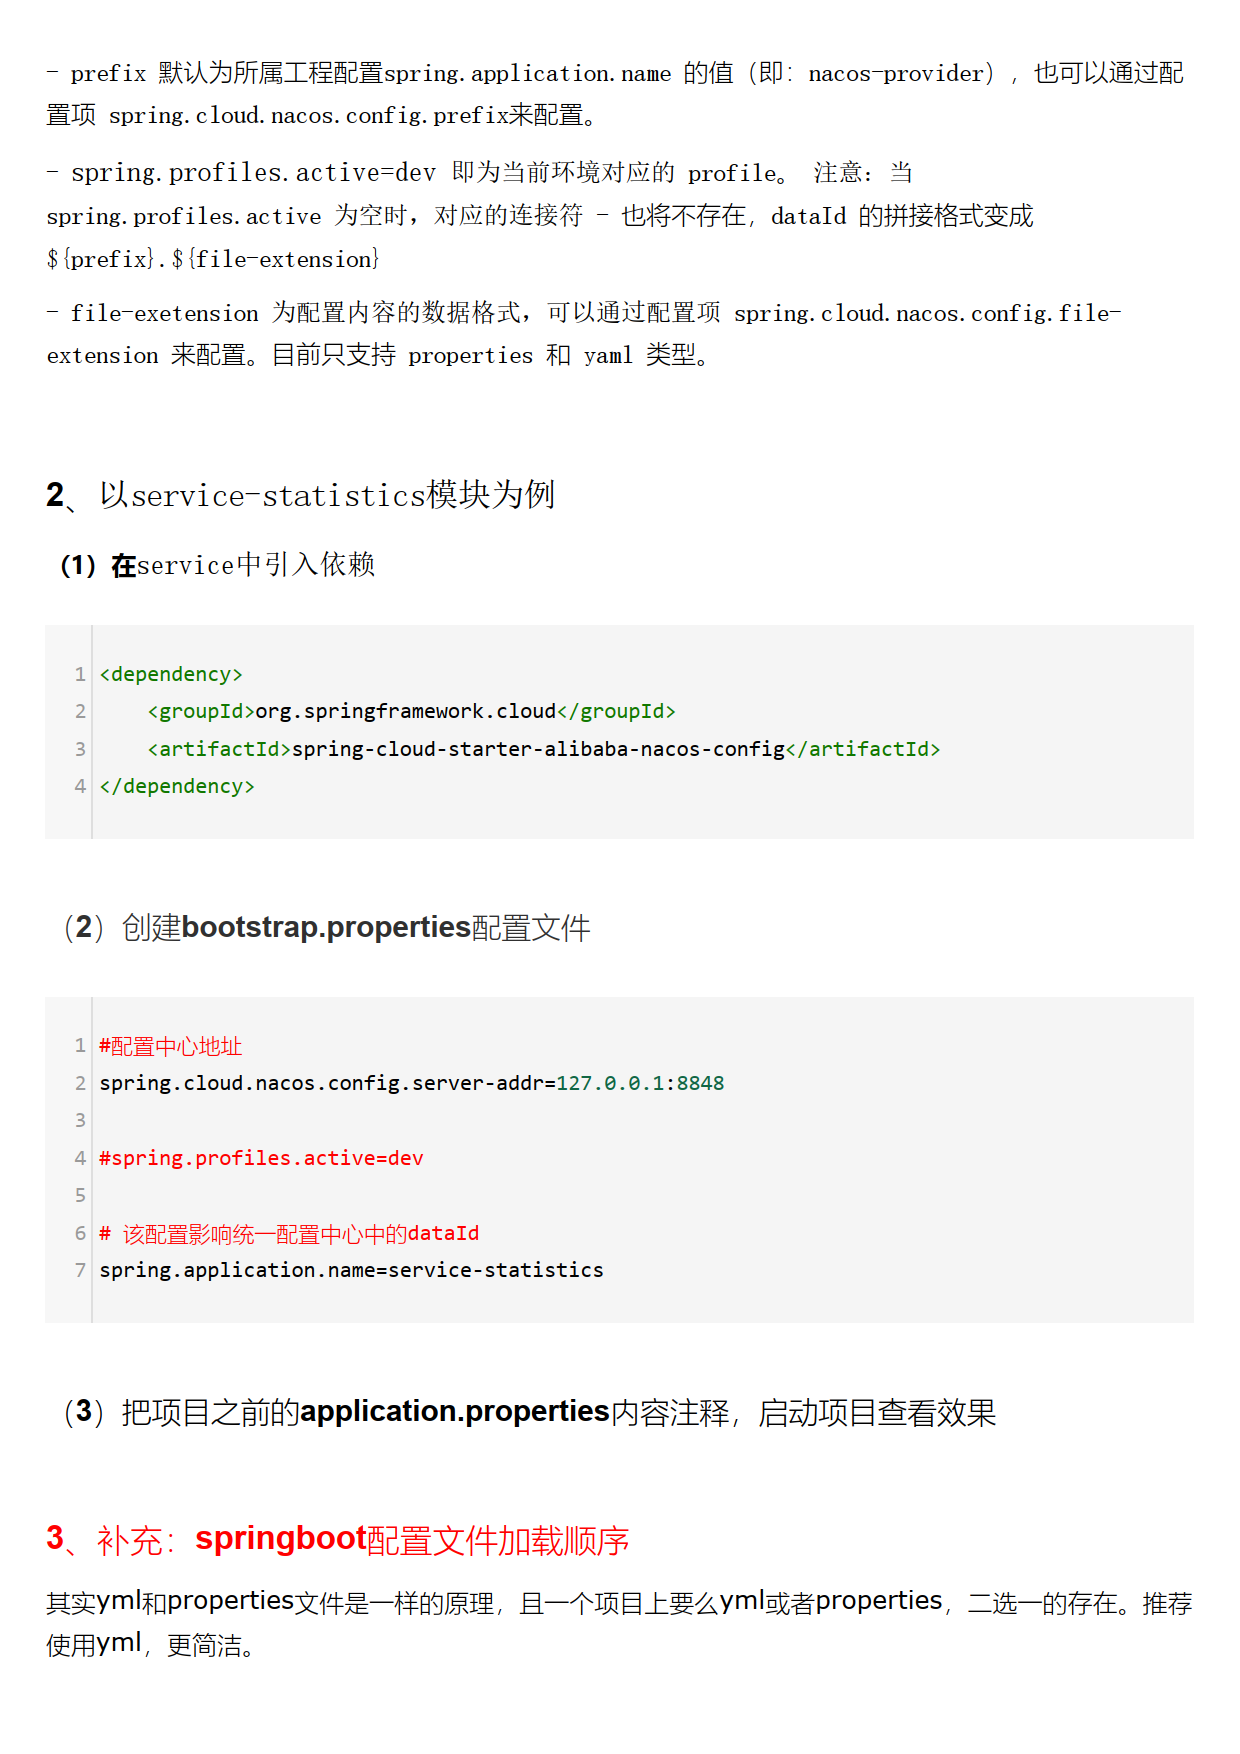 - prefix 默认为所属工程配置spring.application.name 的值（即：nacos-provider），也可以通过配
置项 spring.cloud.nacos.config.prefix来配置。
- spring.profiles.active=dev 即为当前环境对应的 profile。 注意：当
spring.profiles.active 为空时，对应的连接符 - 也将不存在，dataId 的拼接格式变成
${prefix}.${file-extension}
- file-exetension 为配置内容的数据格式，可以通过配置项 spring.cloud.nacos.config.file-
extension 来配置。目前只支持 properties 和 yaml 类型。
2、以service-statistics模块为例
（1）在service中引入依赖
1 <dependency>
2     <groupId>org.springframework.cloud</groupId>
3     <artifactId>spring-cloud-starter-alibaba-nacos-config</artifactId>
4 </dependency>
（2）创建bootstrap.properties配置文件
1 #配置中心地址
2 spring.cloud.nacos.config.server-addr=127.0.0.1:8848
3
4 #spring.profiles.active=dev
5
6 # 该配置影响统一配置中心中的dataId
7 spring.application.name=service-statistics
（3）把项目之前的application.properties内容注释，启动项目查看效果
3、补充：springboot配置文件加载顺序
其实yml和properties文件是一样的原理，且一个项目上要么yml或者properties，二选一的存在。推荐
使用yml，更简洁。